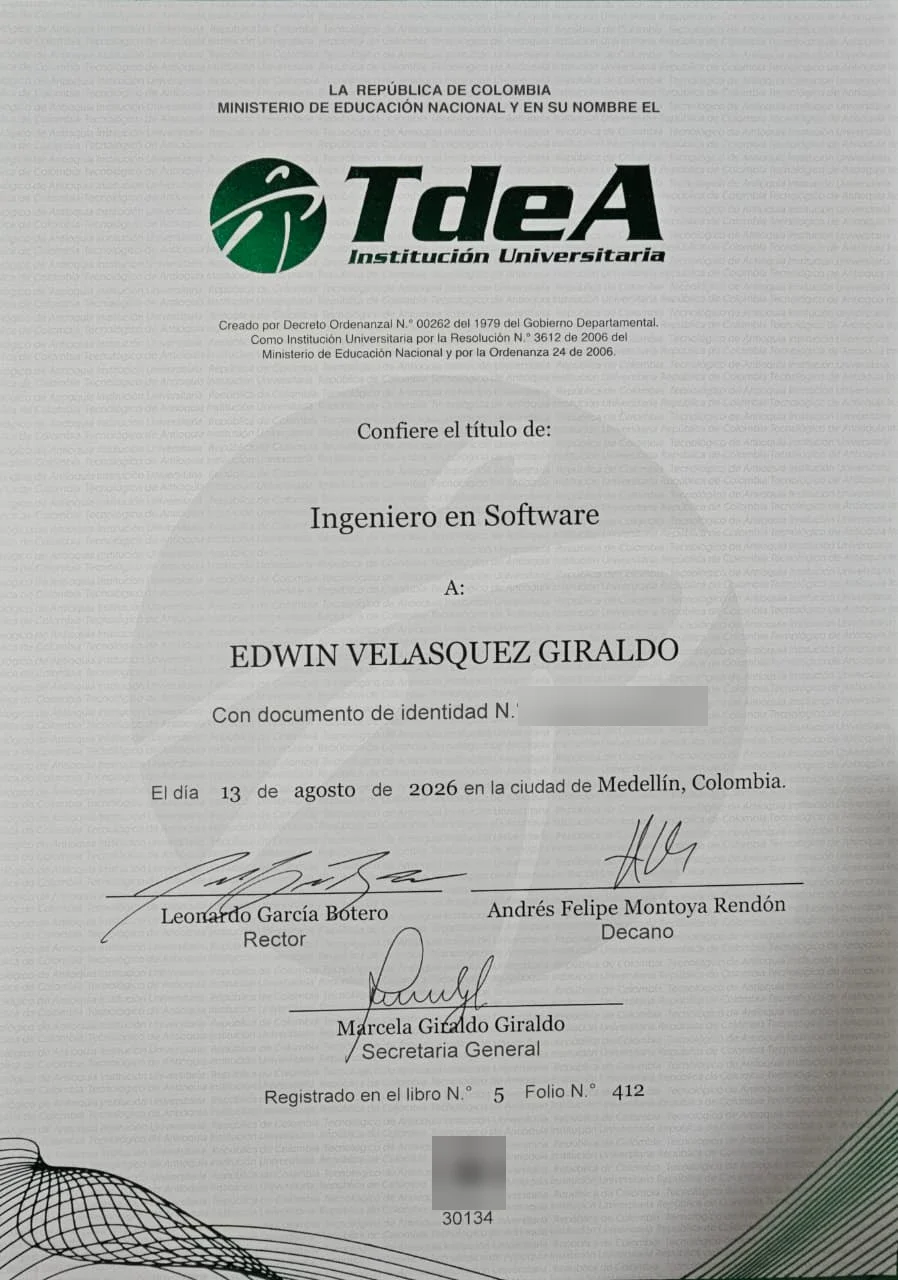 LA REPÚBLICA DE COLOMBIA
MINISTERIO DE EDUCACIÓN NACIONAL Y EN SU NOMBRE EL
TdeA
Institución Universitaria
Creado por Decreto Ordenanzal N.° 00262 del 1979 del Gobierno Departamental.
Como Institución Universitaria por la Resolución N.° 3612 de 2006 del
Ministerio de Educación Nacional y por la Ordenanza 24 de 2006.
Confiere el título de:
Ingeniero en Software
A:
EDWIN VELASQUEZ GIRALDO
Con documento de identidad N.°
El día 13 de agosto de 2026 en la ciudad de Medellín, Colombia.
Leonardo García Botero
Rector
Andrés Felipe Montoya Rendón
Decano
Marcela Giraldo Giraldo
Secretaria General
Registrado en el libro N.° 5 Folio N.° 412
30134